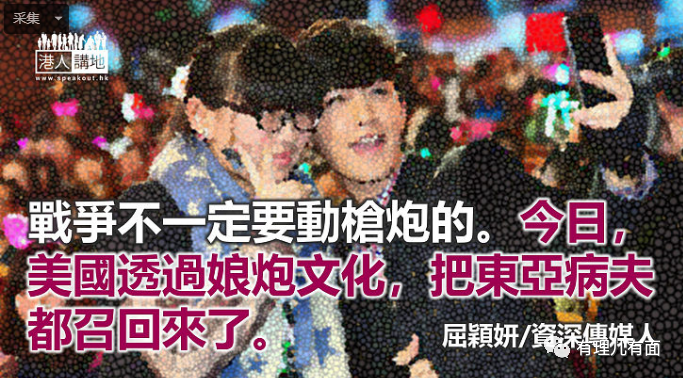 采集
港人講地
www.speakout.hk
戰爭不一定要動槍炮的。今日，
美國透過娘炮文化，把東亞病夫
都召回來了。
屈穎妍/資深傳媒人
有理儿有面